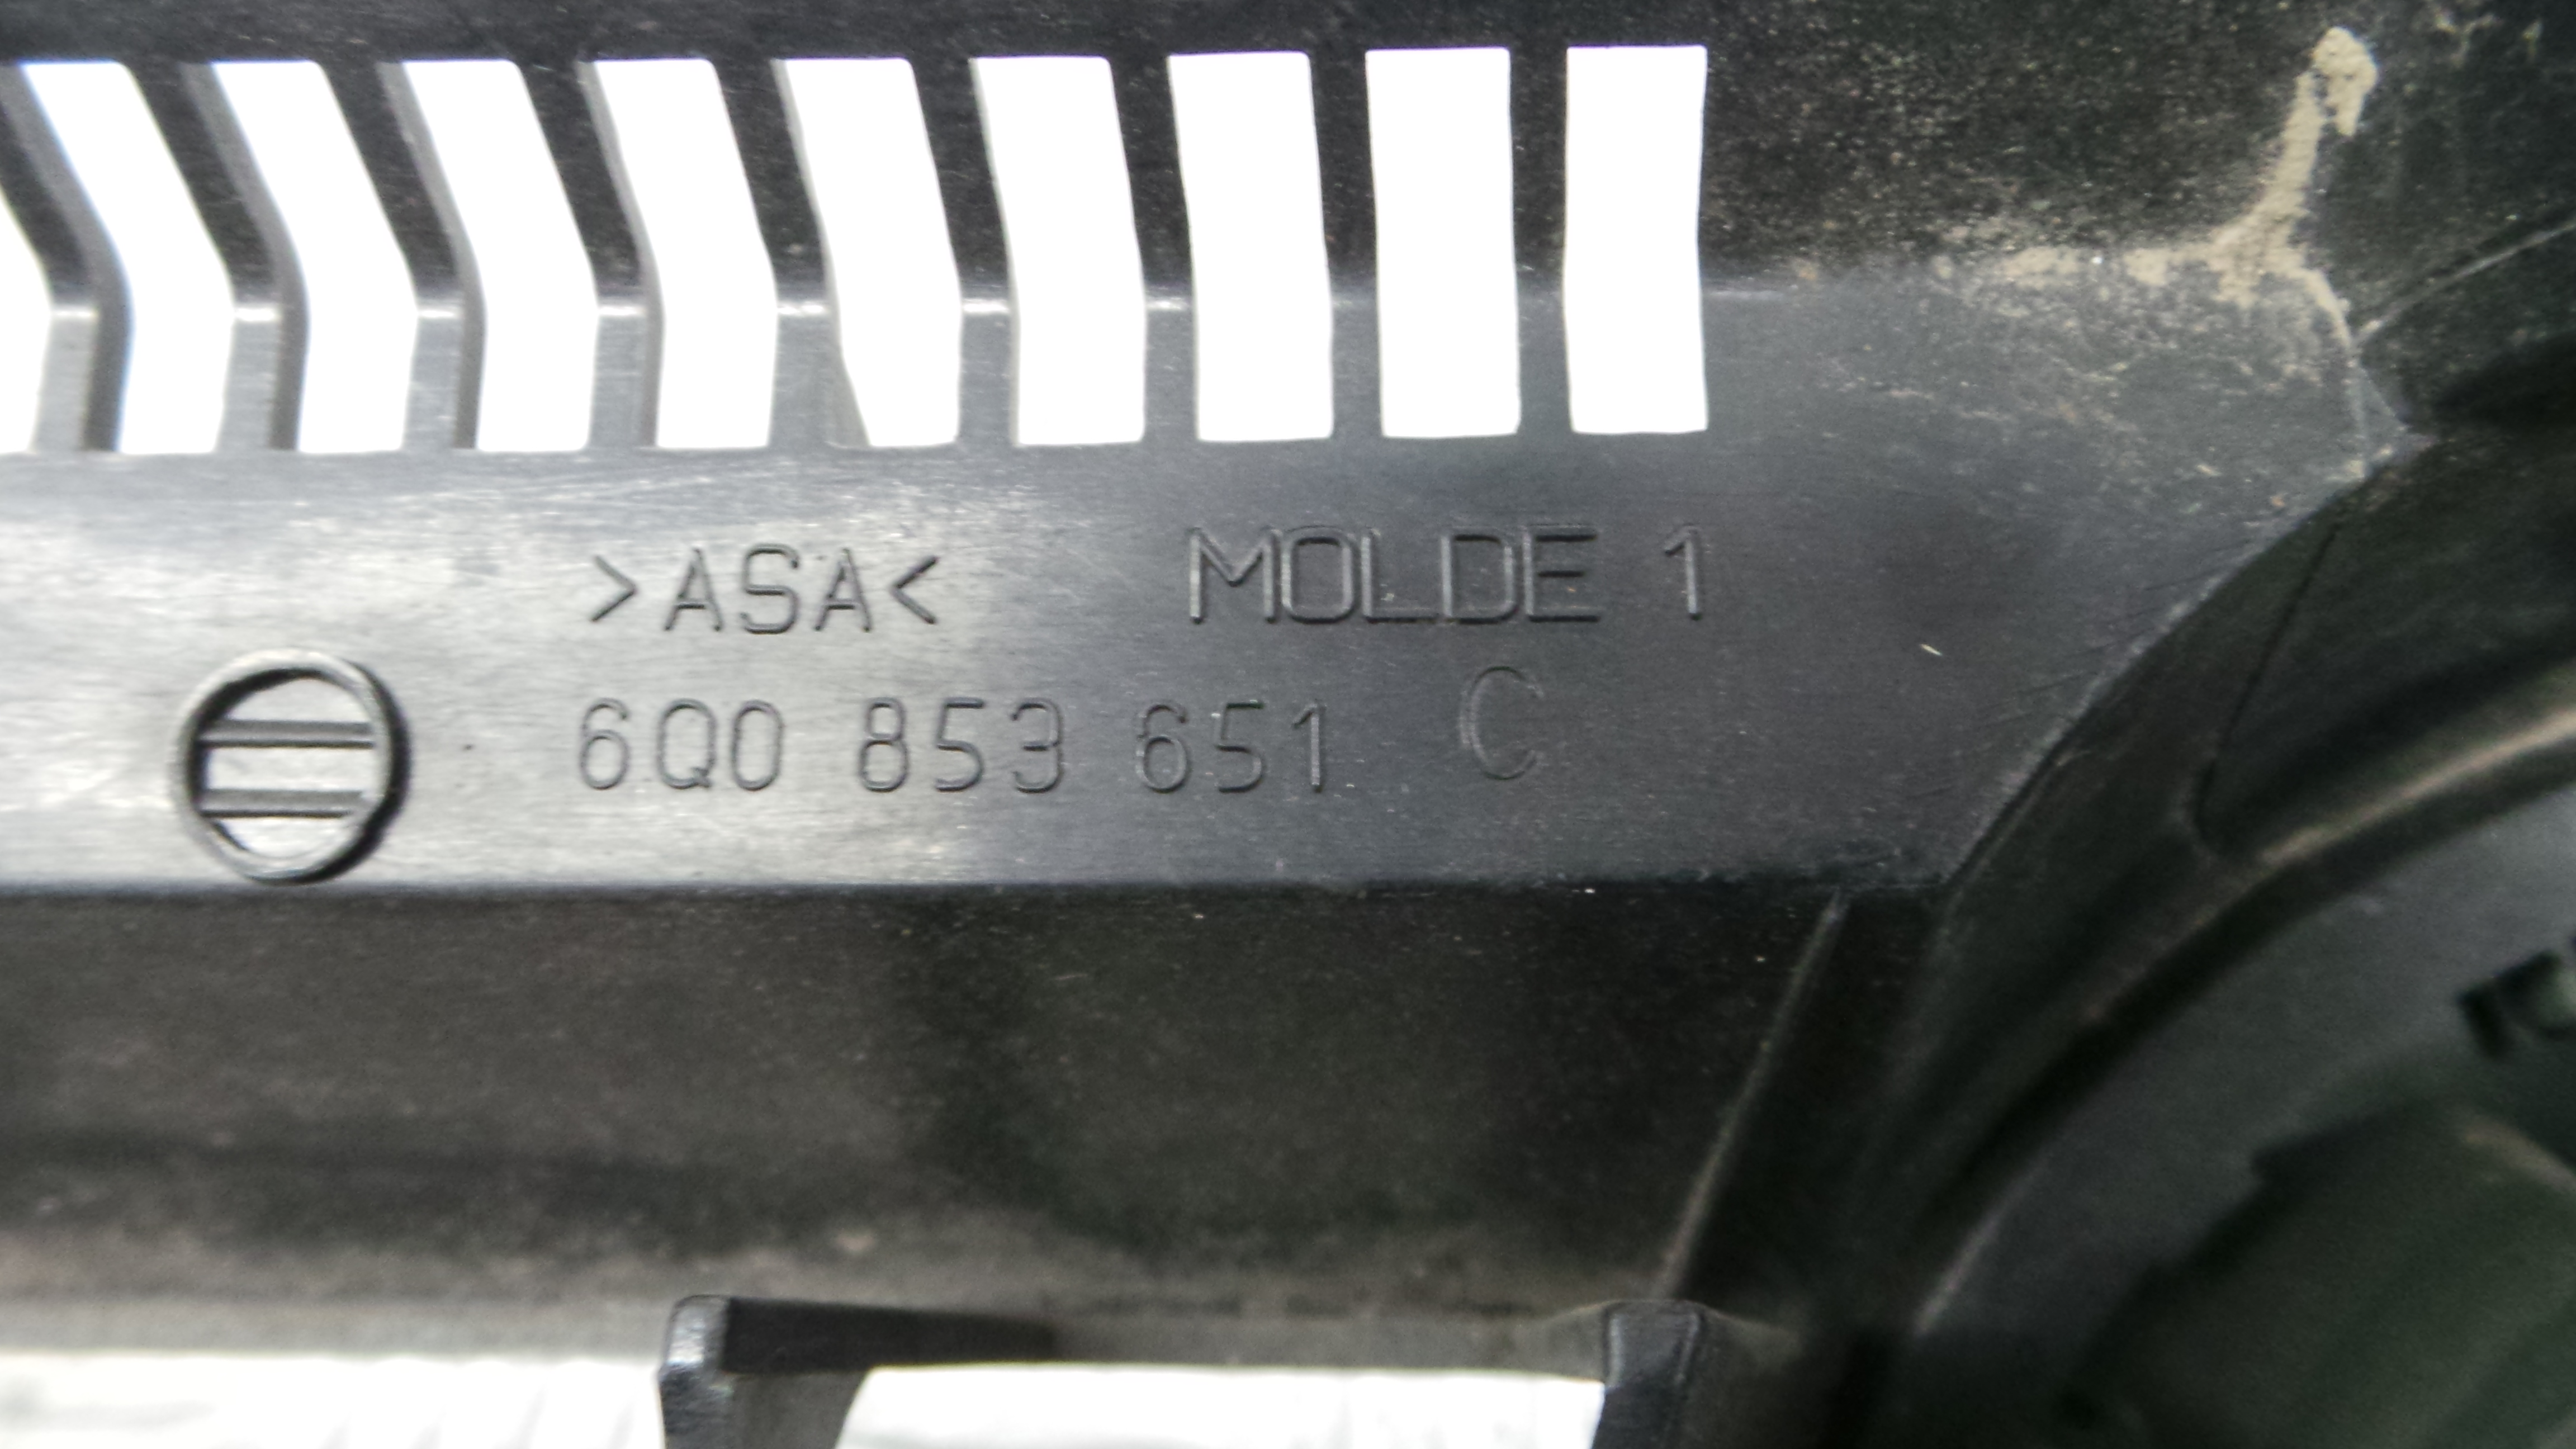 >ASA< MOLDE 1
6Q0 853 651 C